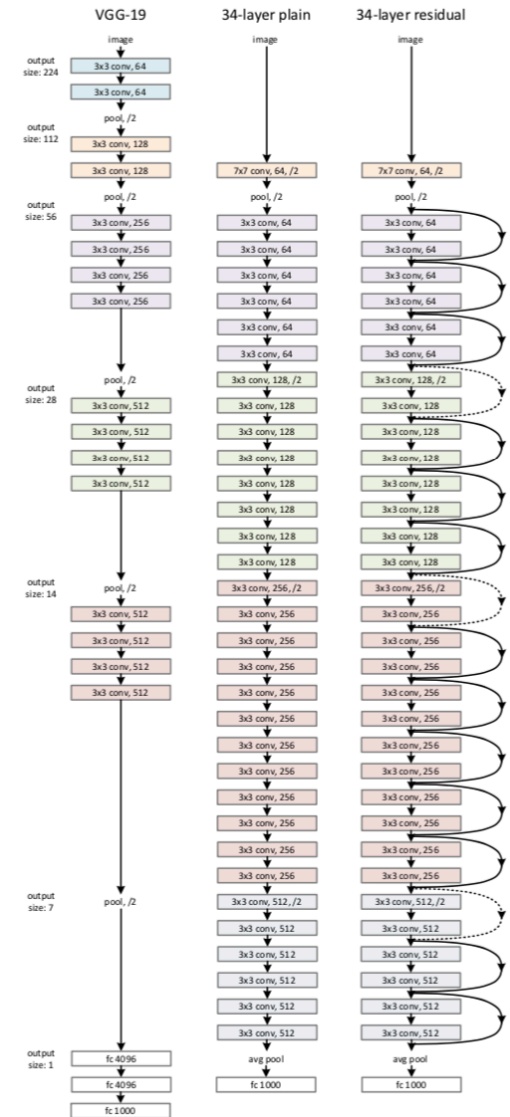 VGG-19
34-layer plain
34-layer residual
output
size: 224
output
size: 112
output
size: 56
output
size: 28
output
size: 14
output
size: 7
output
size: 1
image
3x3 conv, 64
3x3 conv, 64
pool, /2
3x3 conv, 128
3x3 conv, 128
pool, /2
3x3 conv, 256
3x3 conv, 256
3x3 conv, 256
3x3 conv, 256
pool, /2
3x3 conv, 512
3x3 conv, 512
3x3 conv, 512
3x3 conv, 512
pool, /2
3x3 conv, 512
3x3 conv, 512
3x3 conv, 512
3x3 conv, 512
pool, /2
fc 4096
fc 4096
fc 1000
image
7x7 conv, 64, /2
pool, /2
3x3 conv, 64
3x3 conv, 64
3x3 conv, 64
3x3 conv, 64
3x3 conv, 64
3x3 conv, 64
3x3 conv, 128, /2
3x3 conv, 128
3x3 conv, 128
3x3 conv, 128
3x3 conv, 128
3x3 conv, 128
3x3 conv, 128
3x3 conv, 128
3x3 conv, 256, /2
3x3 conv, 256
3x3 conv, 256
3x3 conv, 256
3x3 conv, 256
3x3 conv, 256
3x3 conv, 256
3x3 conv, 256
3x3 conv, 256
3x3 conv, 256
3x3 conv, 256
3x3 conv, 256
3x3 conv, 512, /2
3x3 conv, 512
3x3 conv, 512
3x3 conv, 512
3x3 conv, 512
3x3 conv, 512
avg pool
fc 1000
image
7x7 conv, 64, /2
pool, /2
3x3 conv, 64
3x3 conv, 64
3x3 conv, 64
3x3 conv, 64
3x3 conv, 64
3x3 conv, 64
3x3 conv, 128, /2
3x3 conv, 128
3x3 conv, 128
3x3 conv, 128
3x3 conv, 128
3x3 conv, 128
3x3 conv, 128
3x3 conv, 128
3x3 conv, 256, /2
3x3 conv, 256
3x3 conv, 256
3x3 conv, 256
3x3 conv, 256
3x3 conv, 256
3x3 conv, 256
3x3 conv, 256
3x3 conv, 256
3x3 conv, 256
3x3 conv, 256
3x3 conv, 256
3x3 conv, 512, /2
3x3 conv, 512
3x3 conv, 512
3x3 conv, 512
3x3 conv, 512
3x3 conv, 512
avg pool
fc 1000